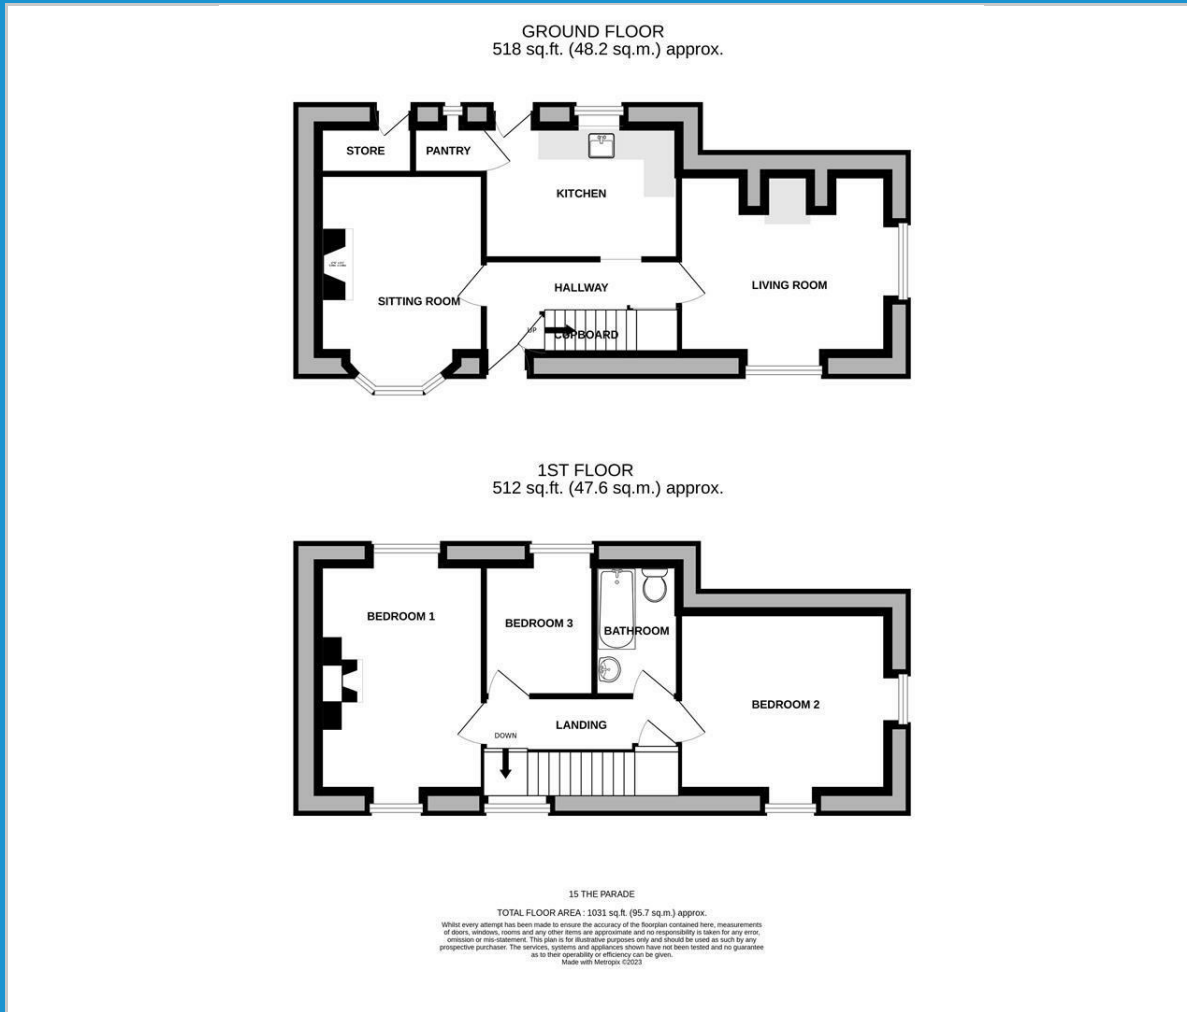 GROUND FLOOR
518 sq.ft. (48.2 sq.m.) approx.
STORE
PANTRY
KITCHEN
SITTING ROOM
HALLWAY
LIVING ROOM
UP
CUPBOARD
1ST FLOOR
512 sq.ft. (47.6 sq.m.) approx.
BEDROOM 1
BEDROOM 3
BATHROOM
BEDROOM 2
LANDING
DOWN
15 THE PARADE
TOTAL FLOOR AREA : 1031 sq.ft. (95.7 sq.m.) approx.
Whilst every attempt has been made to ensure the accuracy of the floorplan contained here, measurements
of doors, windows, rooms and any other items are approximate and no responsibility is taken for any error,
omission or mis-statement. This plan is for illustrative purposes only and should be used as such by any
prospective purchaser. The services, systems and appliances shown have not been tested and no guarantee
as to their operability or efficiency can be given.
Made with Metropix ©2023